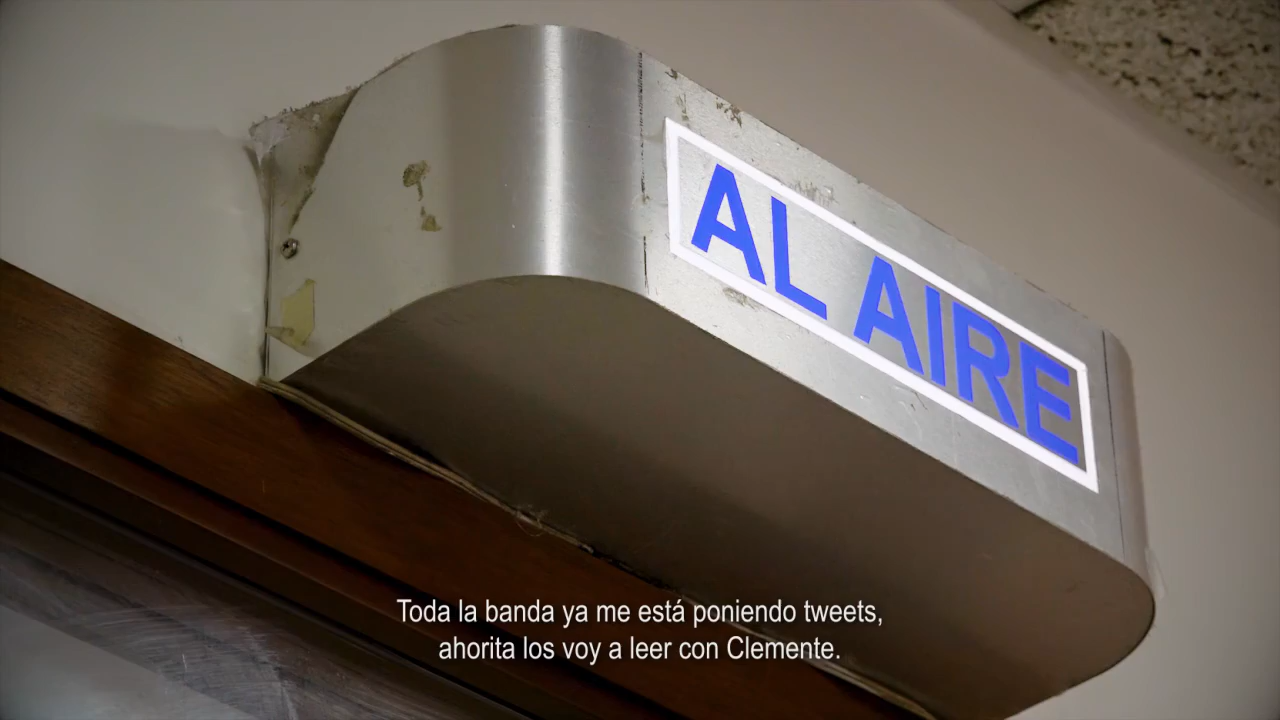 AL AIRE
Toda la banda ya me está poniendo tweets,
ahorita los voy a leer con Clemente.